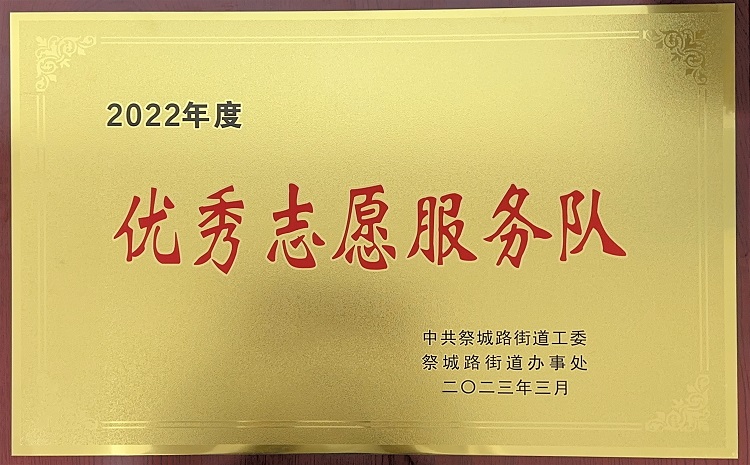 2022年度
优秀志愿服务队
中共祭城路街道工委
祭城路街道办事处
二〇二三年三月